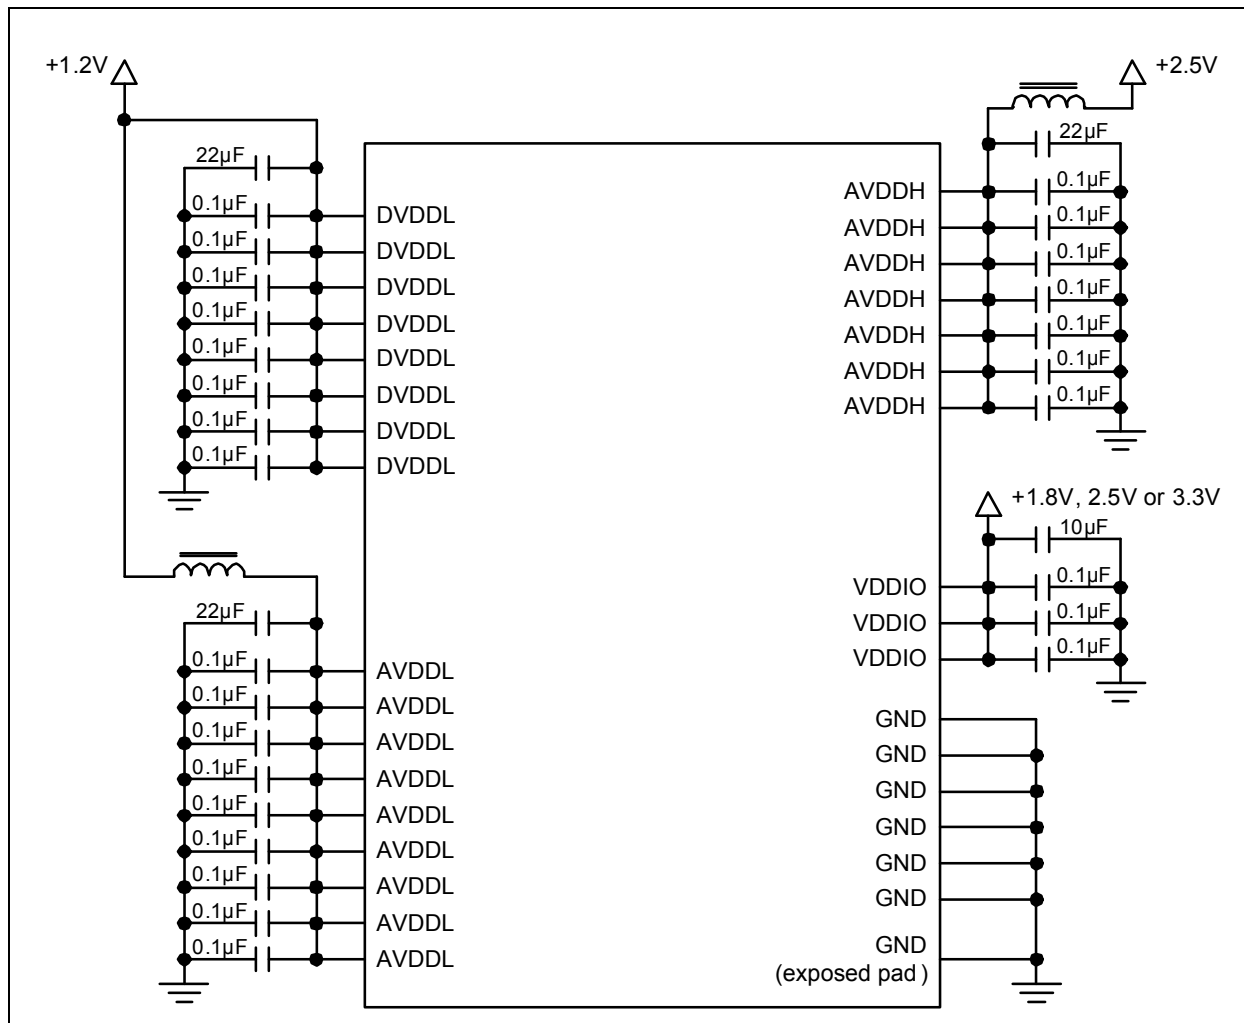 +1.2V
22µF
0.1µF
DVDDL
0.1µF
DVDDL
0.1µF
DVDDL
0.1µF
DVDDL
0.1µF
DVDDL
0.1µF
DVDDL
0.1µF
DVDDL
0.1µF
DVDDL
22µF
0.1µF
AVDDL
0.1µF
AVDDL
0.1µF
AVDDL
0.1µF
AVDDL
0.1µF
AVDDL
0.1µF
AVDDL
0.1µF
AVDDL
0.1µF
AVDDL
0.1µF
AVDDL
+2.5V
22µF
AVDDH
0.1µF
AVDDH
0.1µF
AVDDH
0.1µF
AVDDH
0.1µF
AVDDH
0.1µF
AVDDH
0.1µF
AVDDH
0.1µF
+1.8V, 2.5V or 3.3V
10µF
VDDIO
0.1µF
VDDIO
0.1µF
VDDIO
0.1µF
GND
GND
GND
GND
GND
GND
GND
(exposed pad)